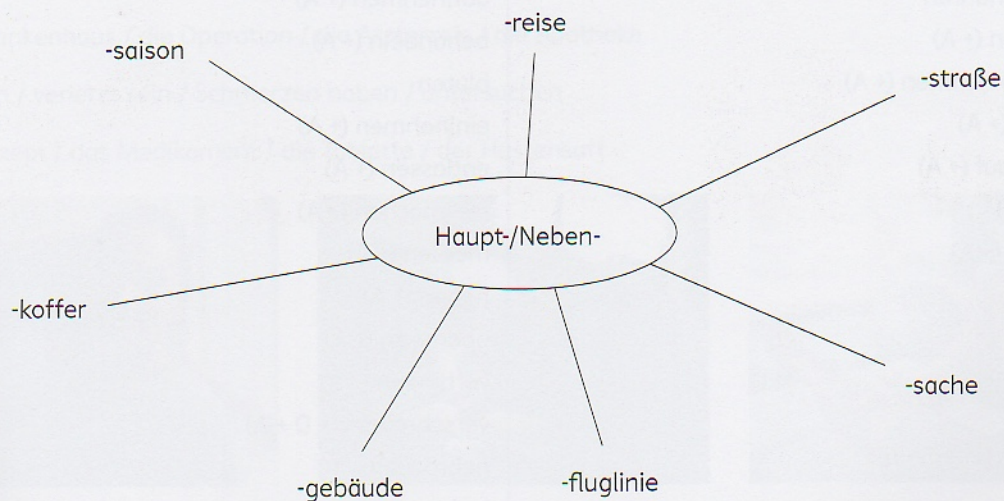 -reise
-saison
-straße
Haupt-/Neben-
-koffer
-sache
-gebäude
-fluglinie